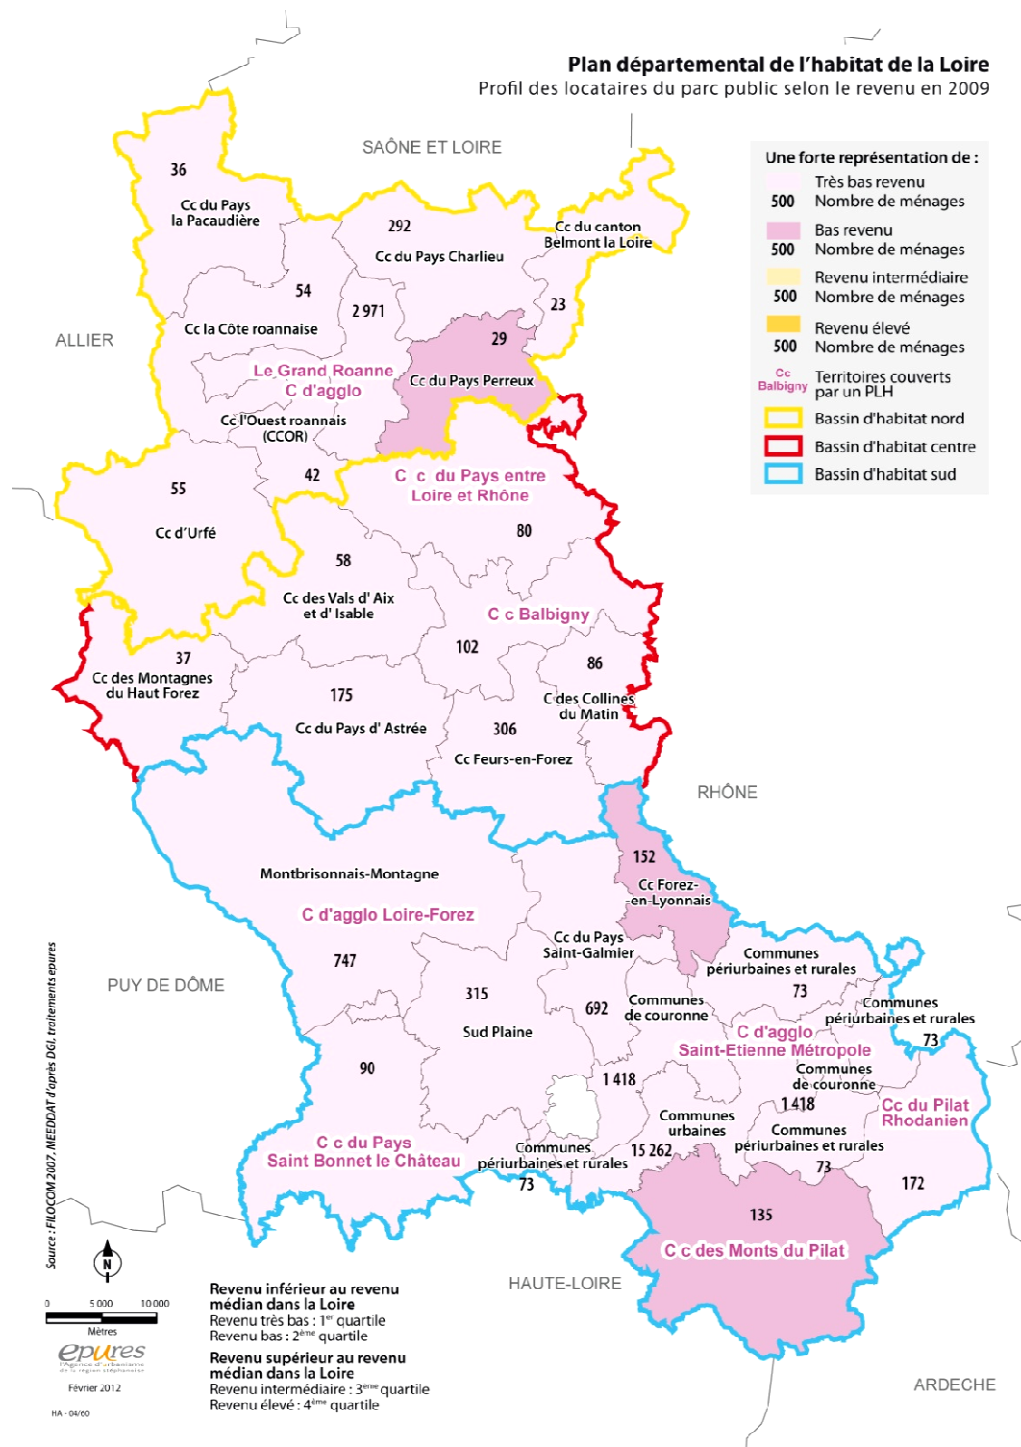 Plan départemental de l'habitat de la Loire
Profil des locataires du parc public selon le revenu en 2009
SAÔNE ET LOIRE
Une forte représentation de :
Très bas revenu
500 Nombre de ménages
Bas revenu
500 Nombre de ménages
Revenu intermédiaire
500 Nombre de ménages
Revenu élevé
500 Nombre de ménages
Cc Balbigny
Territoires couverts
par un PLH
Bassin d'habitat nord
Bassin d'habitat centre
Bassin d'habitat sud
36
Cc du Pays
la Pacaudière
292
Cc du Pays Charlieu
Cc du canton
Belmont la Loire
54
2 971
23
Cc la Côte roannaise
ALLIER
29
Le Grand Roanne
C d'agglo
Cc du Pays Perreux
Cc l'Ouest roannais
(CCOR)
42
C c du Pays entre
Loire et Rhône
80
55
Cc d'Urfé
58
Cc des Vals d' Aix
et d' Isable
C c Balbigny
102
86
37
Cc des Montagnes
du Haut Forez
175
Cc du Pays d' Astrée
C des Collines
du Matin
306
Cc Feurs-en-Forez
RHÔNE
152
Cc Forez-
-en-Lyonnais
Montbrisonnais-Montagne
C d'agglo Loire-Forez
747
Cc du Pays
Saint-Galmier
Communes
périurbaines et rurales
73
PUY DE DÔME
315
Sud Plaine
692
Communes
de couronne
Communes
périurbaines et rurales
73
C d'agglo
Saint-Etienne Métropole
90
1 418
Communes
de couronne
1 418
Cc du Pilat
Rhodanien
Communes
urbaines
15 262
Communes
périurbaines et rurales
73
C c du Pays
Saint Bonnet le Château
Communes
périurbaines et rurales
73
172
135
C c des Monts du Pilat
HAUTE-LOIRE
ARDECHE
Source : FILOCOM 2007, MEEDDAT d'après DGI, traitements epures
N
0 5 000 10 000
Mètres
epures
l'Agence d'urbanisme
de la région stéphanoise
Février 2012
HA - 04/60
Revenu inférieur au revenu
médian dans la Loire
Revenu très bas : 1er quartile
Revenu bas : 2ème quartile
Revenu supérieur au revenu
médian dans la Loire
Revenu intermédiaire : 3ème quartile
Revenu élevé : 4ème quartile